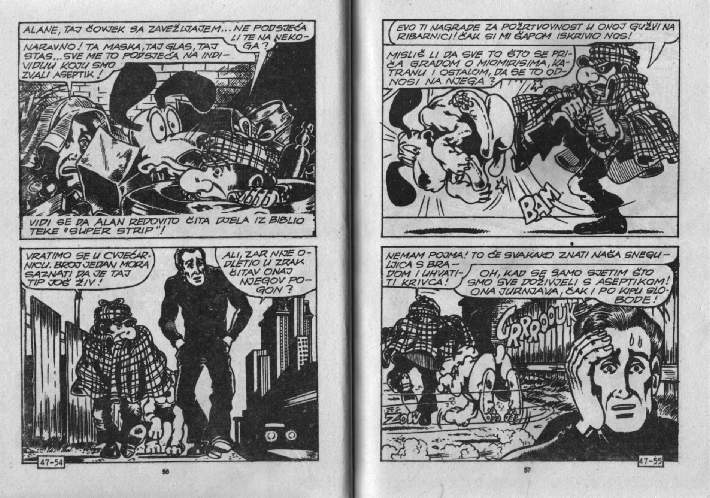 ALANE, TAJ ČOVJEK SA ZAVEŽLJAJEM... NE PODSJEĆA
LI TE NA NEKO-
GA?
NARAVNO! TA MASKA, TAJ GLAS, TAJ
STAS... SVE ME TO PODSJEĆA NA INDI-
VIDUU KOJU SMO
ZVALI ASEPTIK!
VIDI SE DA ALAN REDOVITO ČITA DJELA IZ BIBLIO
TEKE "SUPER STRIP"!
VRATIMO SE U CVJEĆAR-
NICU. BROJ JEDAN MORA
SAZNATI DA JE TAJ
TIP JOŠ ŽIV!
ALI, ZAR NIJE O-
DLETIO U ZRAK
ČITAV ONAJ
NJEGOV PO-
GON?
47-54
56
EVO TI NAGRADE ZA POŽRTVOVNOST U ONOJ GUŽVI NA
RIBARNICI! ČAK SI MI ŠAPOM ISKRIVIO NOS!
MISLIŠ LI DA SVE TO ŠTO SE PRI-
ČA GRADOM O MIOMIRISIMA, KA-
TRANU I OSTALOM, DA SE TO OD-
NOSI NA NJEGA?
BAM
NEMAM POJMA! TO ĆE SVAKAKO ZNATI NAŠA SNEGU-
LJICA S BRA-
DOM I UHVATI-
TI KRIVCA!
OH, KAD SE SAMO SJETIM ŠTO
SMO SVE DOŽIVJELI S ASEPTIKOM!
ONA JURNJAVA, ČAK I PO KIPU SLO-
BODE!
57
47-55